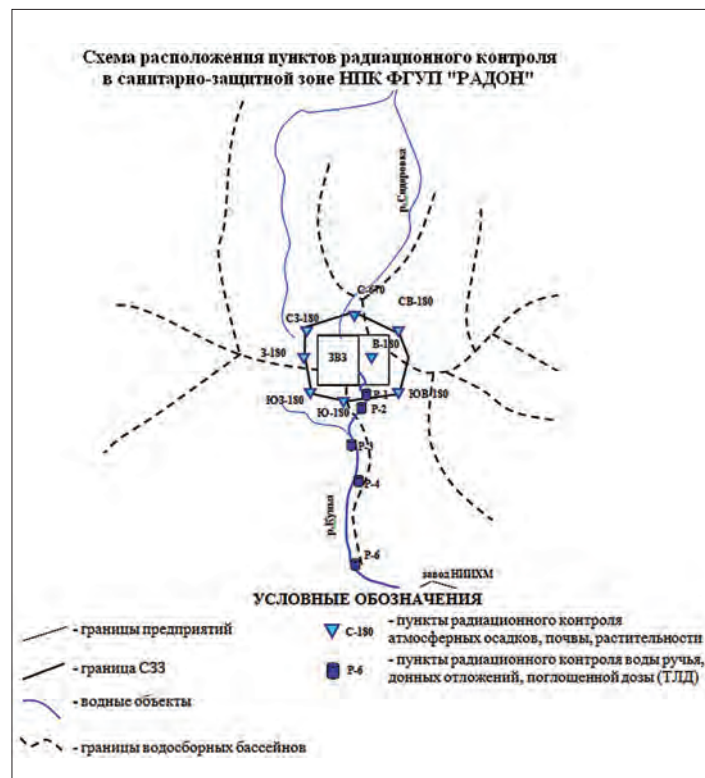 Схема расположения пунктов радиационного контроля
в санитарно-защитной зоне НПК ФГУП "РАДОН"
р.Сидоровка
С-670
СВ-180
СЗ-180
В-180
З-180
ЗВЗ
ЮЗ-180
Ю-180
ЮВ-180
Р-1
Р-2
Р-3
Р-4
р.Кунья
Р-6
завод НИИХМ
УСЛОВНЫЕ ОБОЗНАЧЕНИЯ
- границы предприятий
- граница СЗЗ
- водные объекты
- границы водосборных бассейнов
С-180
- пункты радиационного контроля
атмосферных осадков, почвы, растительности
Р-6
- пункты радиационного контроля воды ручья,
донных отложений, поглощенной дозы (ТЛД)